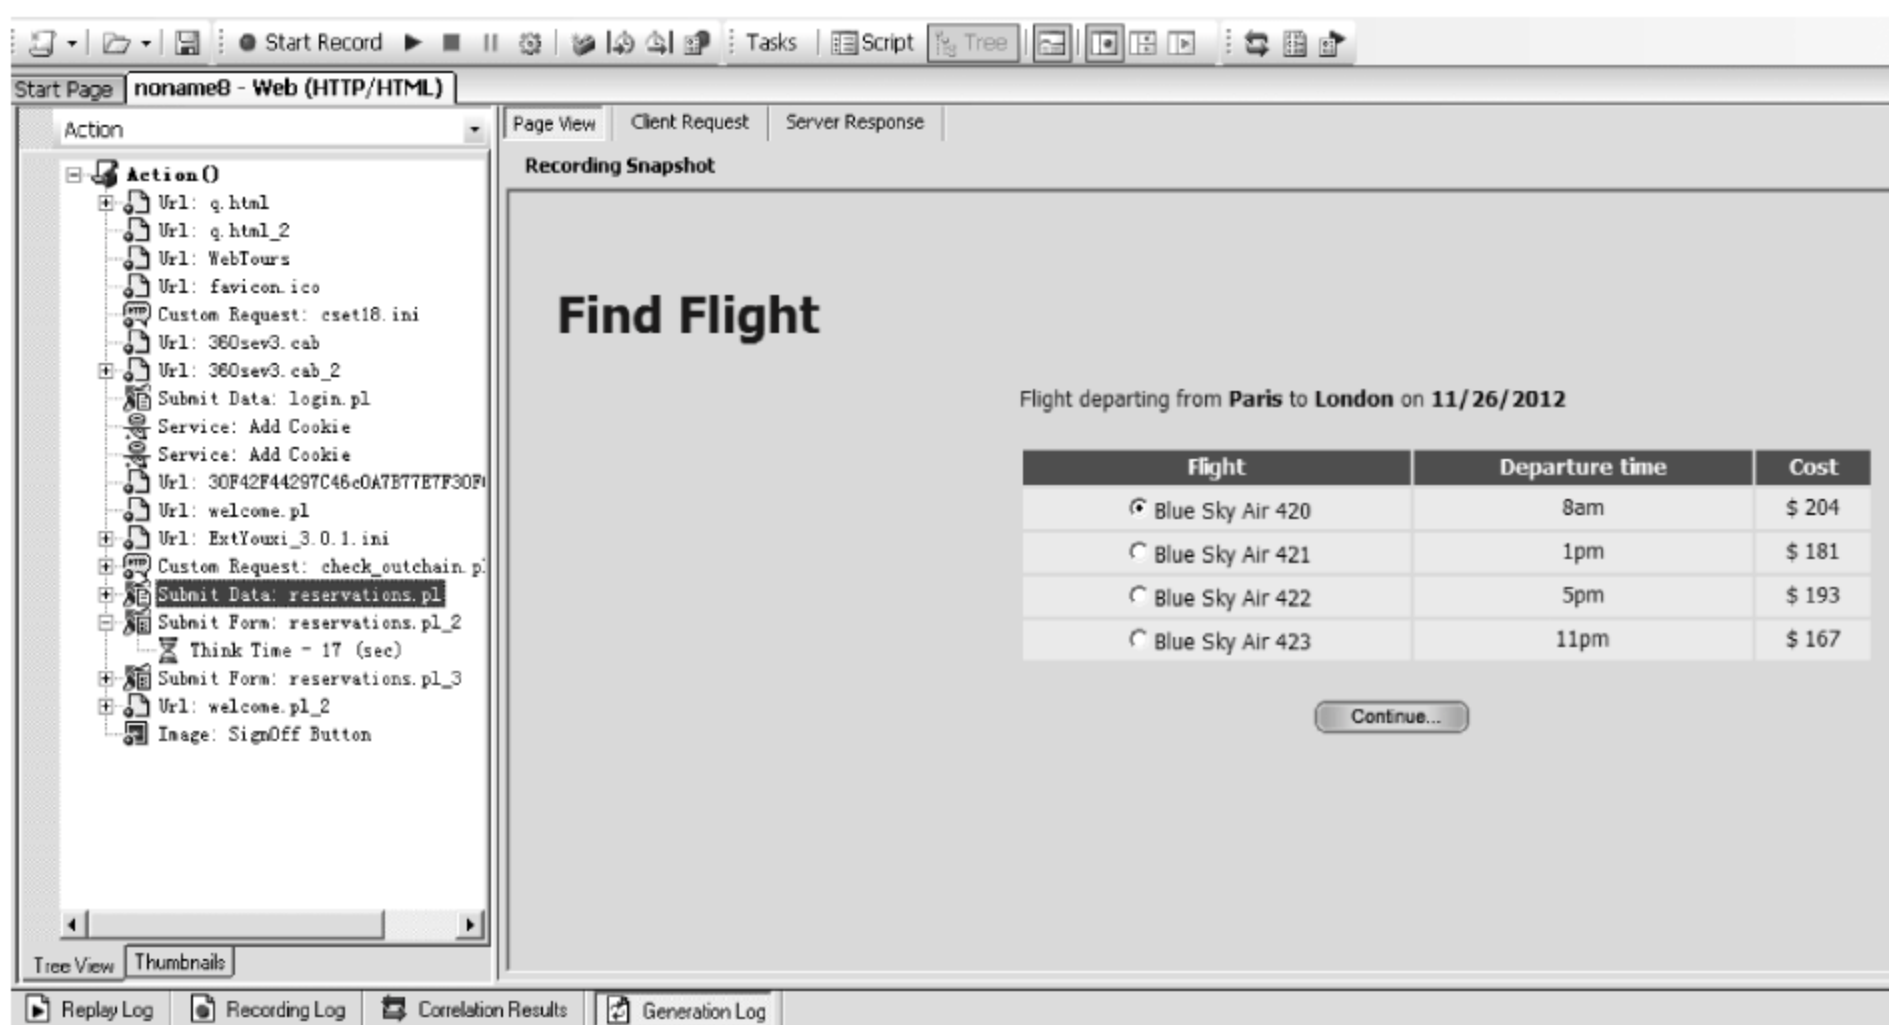 Start Record Tasks Script Tree
Start Page noname8 - Web (HTTP/HTML)
Action
Action()
Url: q.html
Url: q.html_2
Url: WebTours
Url: favicon.ico
Custom Request: cset18.ini
Url: 360sev3.cab
Url: 360sev3.cab_2
Submit Data: login.pl
Service: Add Cookie
Service: Add Cookie
Url: 30F42F44297C46c0A7B77E7F30F
Url: welcome.pl
Url: ExtYouxi_3.0.1.ini
Custom Request: check_outchain.p
Submit Data: reservations.pl
Submit Form: reservations.pl_2
Think Time - 17 (sec)
Submit Form: reservations.pl_3
Url: welcome.pl_2
Image: SignOff Button
Tree View Thumbnails
Page View Client Request Server Response
Recording Snapshot
Find Flight
Flight departing from Paris to London on 11/26/2012
Flight Departure time Cost
Blue Sky Air 420 8am $ 204
Blue Sky Air 421 1pm $ 181
Blue Sky Air 422 5pm $ 193
Blue Sky Air 423 11pm $ 167
Continue...
Replay Log Recording Log Correlation Results Generation Log